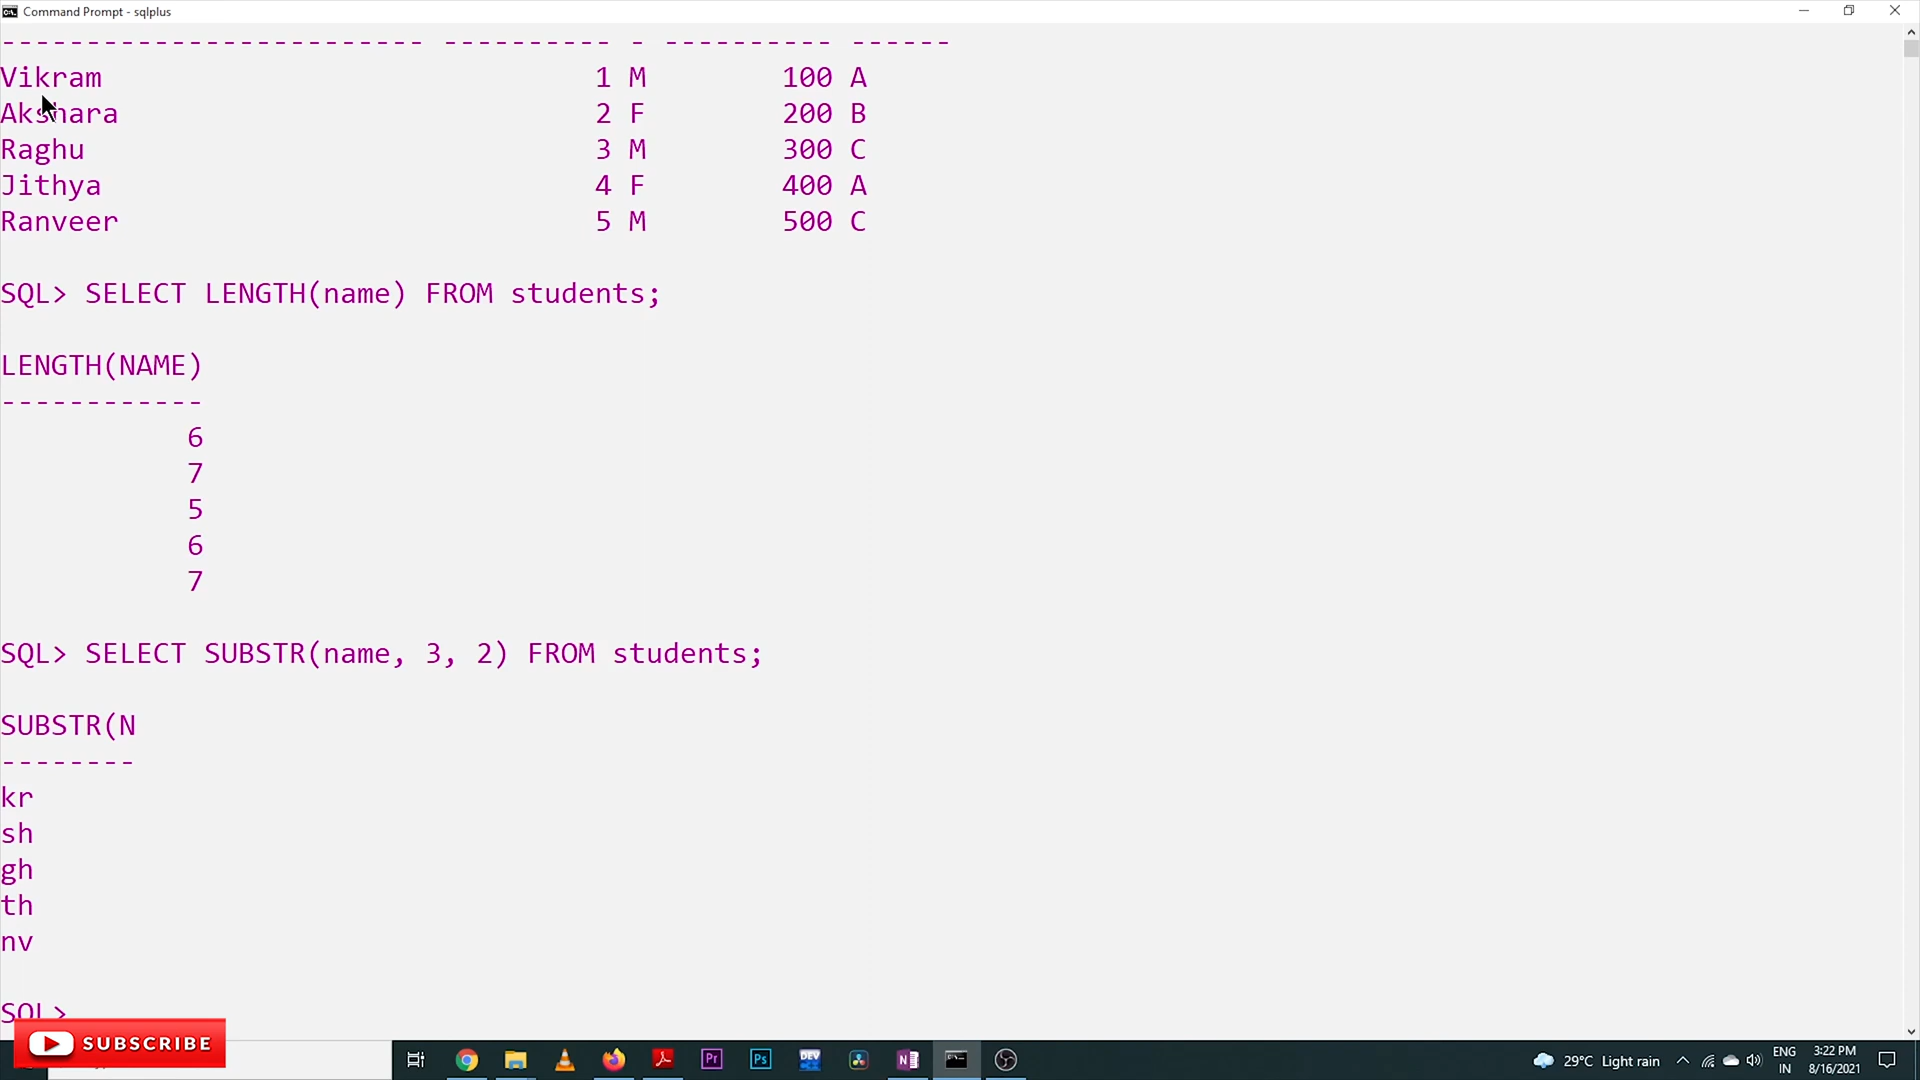 Command Prompt - sqlplus
------------------------- ---------- - ---------- ------
Vikram 1 M 100 A
Akshara 2 F 200 B
Raghu 3 M 300 C
Jithya 4 F 400 A
Ranveer 5 M 500 C
SQL> SELECT LENGTH(name) FROM students;
LENGTH(NAME)
------------
6
7
5
6
7
SQL> SELECT SUBSTR(name, 3, 2) FROM students;
SUBSTR(N
--------
kr
sh
gh
th
nv
SQL>
SUBSCRIBE
Pr Ps DEV N
29°C Light rain
ENG
IN
3:22 PM
8/16/2021